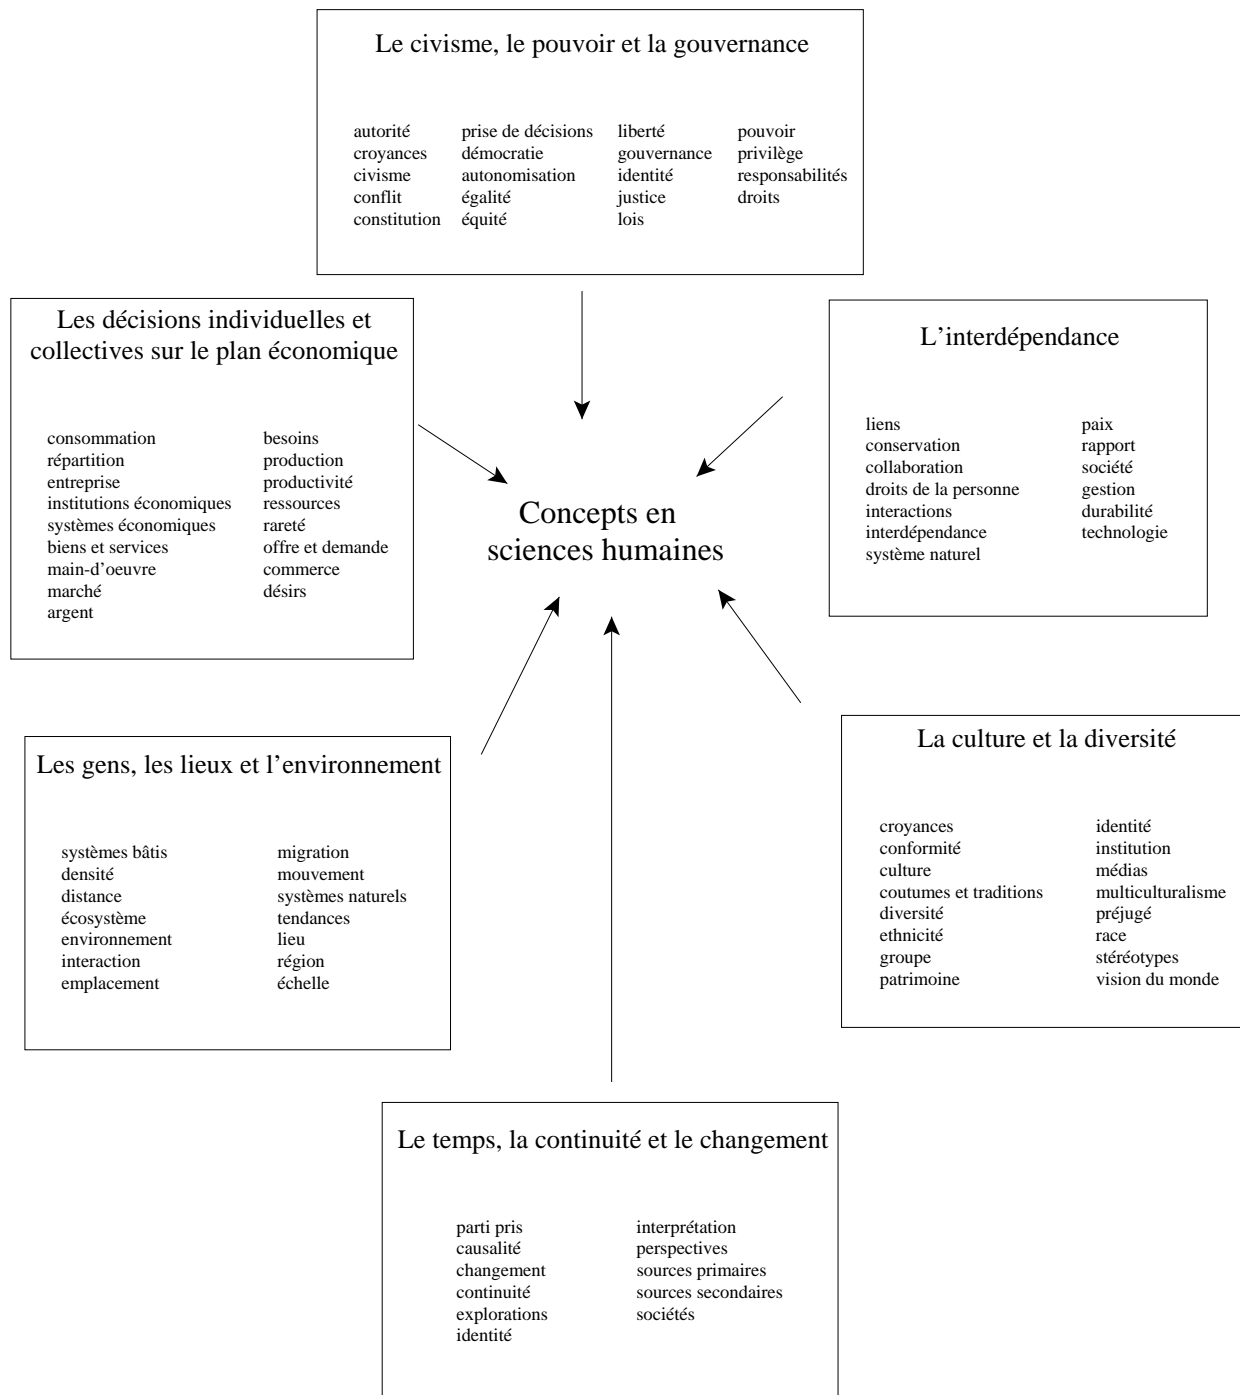 Le civisme, le pouvoir et la gouvernance
autorité prise de décisions liberté pouvoir
croyances démocratie gouvernance privilège
civisme autonomisation identité responsabilités
conflit égalité justice droits
constitution équité lois
Les décisions individuelles et
collectives sur le plan économique
consommation besoins
répartition production
entreprise productivité
institutions économiques ressources
systèmes économiques rareté
biens et services offre et demande
main-d’oeuvre commerce
marché désirs
argent
L’interdépendance
liens paix
conservation rapport
collaboration société
droits de la personne gestion
interactions durabilité
interdépendance technologie
système naturel
Concepts en
sciences humaines
Les gens, les lieux et l’environnement
systèmes bâtis migration
densité mouvement
distance systèmes naturels
écosystème tendances
environnement lieu
interaction région
emplacement échelle
La culture et la diversité
croyances identité
conformité institution
culture médias
coutumes et traditions multiculturalisme
diversité préjugé
ethnicité race
groupe stéréotypes
patrimoine vision du monde
Le temps, la continuité et le changement
parti pris interprétation
causalité perspectives
changement sources primaires
continuité sources secondaires
explorations sociétés
identité